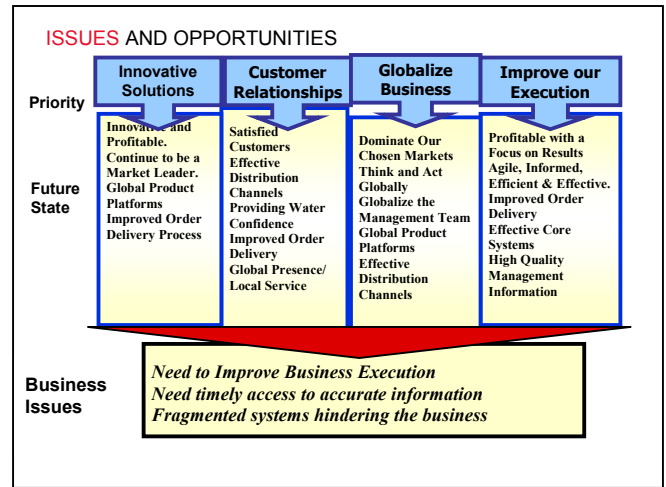 ISSUES AND OPPORTUNITIES
Priority
Innovative
Solutions
Customer
Relationships
Globalize
Business
Improve our
Execution
Future
State
Innovative and
Profitable.
Continue to be a
Market Leader.
Global Product
Platforms
Improved Order
Delivery Process
Satisfied
Customers
Effective
Distribution
Channels
Providing Water
Confidence
Improved Order
Delivery
Global Presence/
Local Service
Dominate Our
Chosen Markets
Think and Act
Globally
Globalize the
Management Team
Global Product
Platforms
Effective
Distribution
Channels
Profitable with a
Focus on Results
Agile, Informed,
Efficient & Effective.
Improved Order
Delivery
Effective Core
Systems
High Quality
Management
Information
Business
Issues
Need to Improve Business Execution
Need timely access to accurate information
Fragmented systems hindering the business